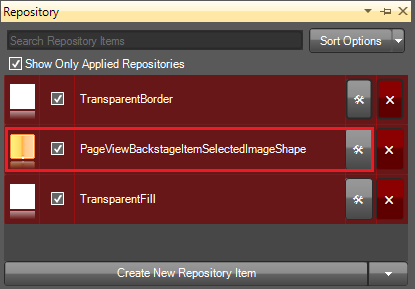 Repository
Search Repository Items
Sort Options
Show Only Applied Repositories
TransparentBorder
PageViewBackstageItemSelectedImageShape
TransparentFill
Create New Repository Item